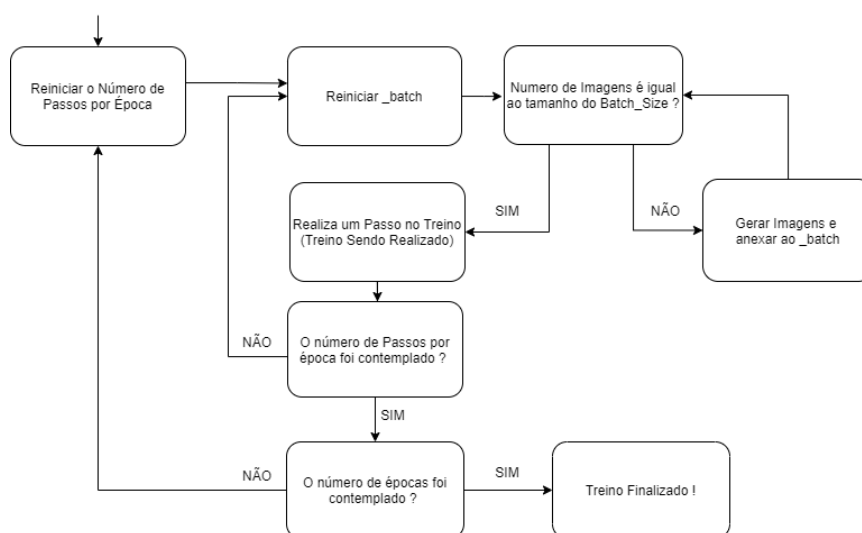 Reiniciar o Número de
Passos por Época
Reiniciar _batch
Numero de Imagens é igual
ao tamanho do Batch_Size ?
SIM
NÃO
Realiza um Passo no Treino
(Treino Sendo Realizado)
Gerar Imagens e
anexar ao _batch
NÃO
O número de Passos por
época foi contemplado ?
SIM
NÃO
O número de épocas foi
contemplado ?
SIM
Treino Finalizado !